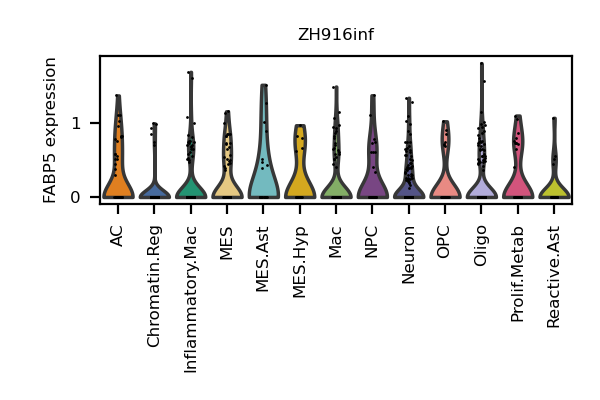 ZH916inf
FABP5 expression
1
0
AC
Chromatin.Reg
Inflammatory.Mac
MES
MES.Ast
MES.Hyp
Mac
NPC
Neuron
OPC
Oligo
Prolif.Metab
Reactive.Ast